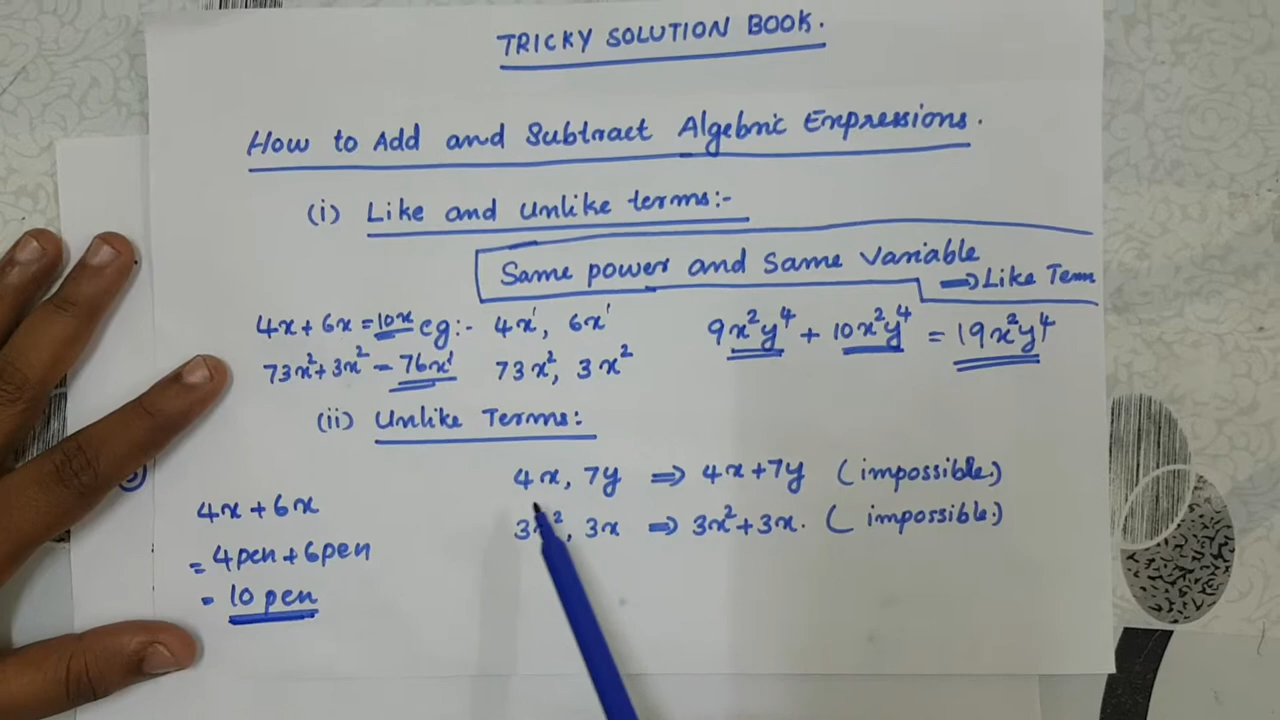 TRICKY SOLUTION BOOK.
How to Add and Subtract Algebric Expressions.
(i) Like and Unlike terms:-
Same power and Same Variable
⟹ Like Term
4x + 6x = 10x eg:- 4x¹, 6x¹
9x²y⁴ + 10x²y⁴ = 19x²y⁴
73x² + 3x² = 76x¹ 73x², 3x²
(ii) Unlike Terms:
4x, 7y ⟹ 4x + 7y (impossible.)
3x², 3x ⟹ 3x² + 3x. (impossible.)
4x + 6x
= 4pen + 6pen
= 10 pen